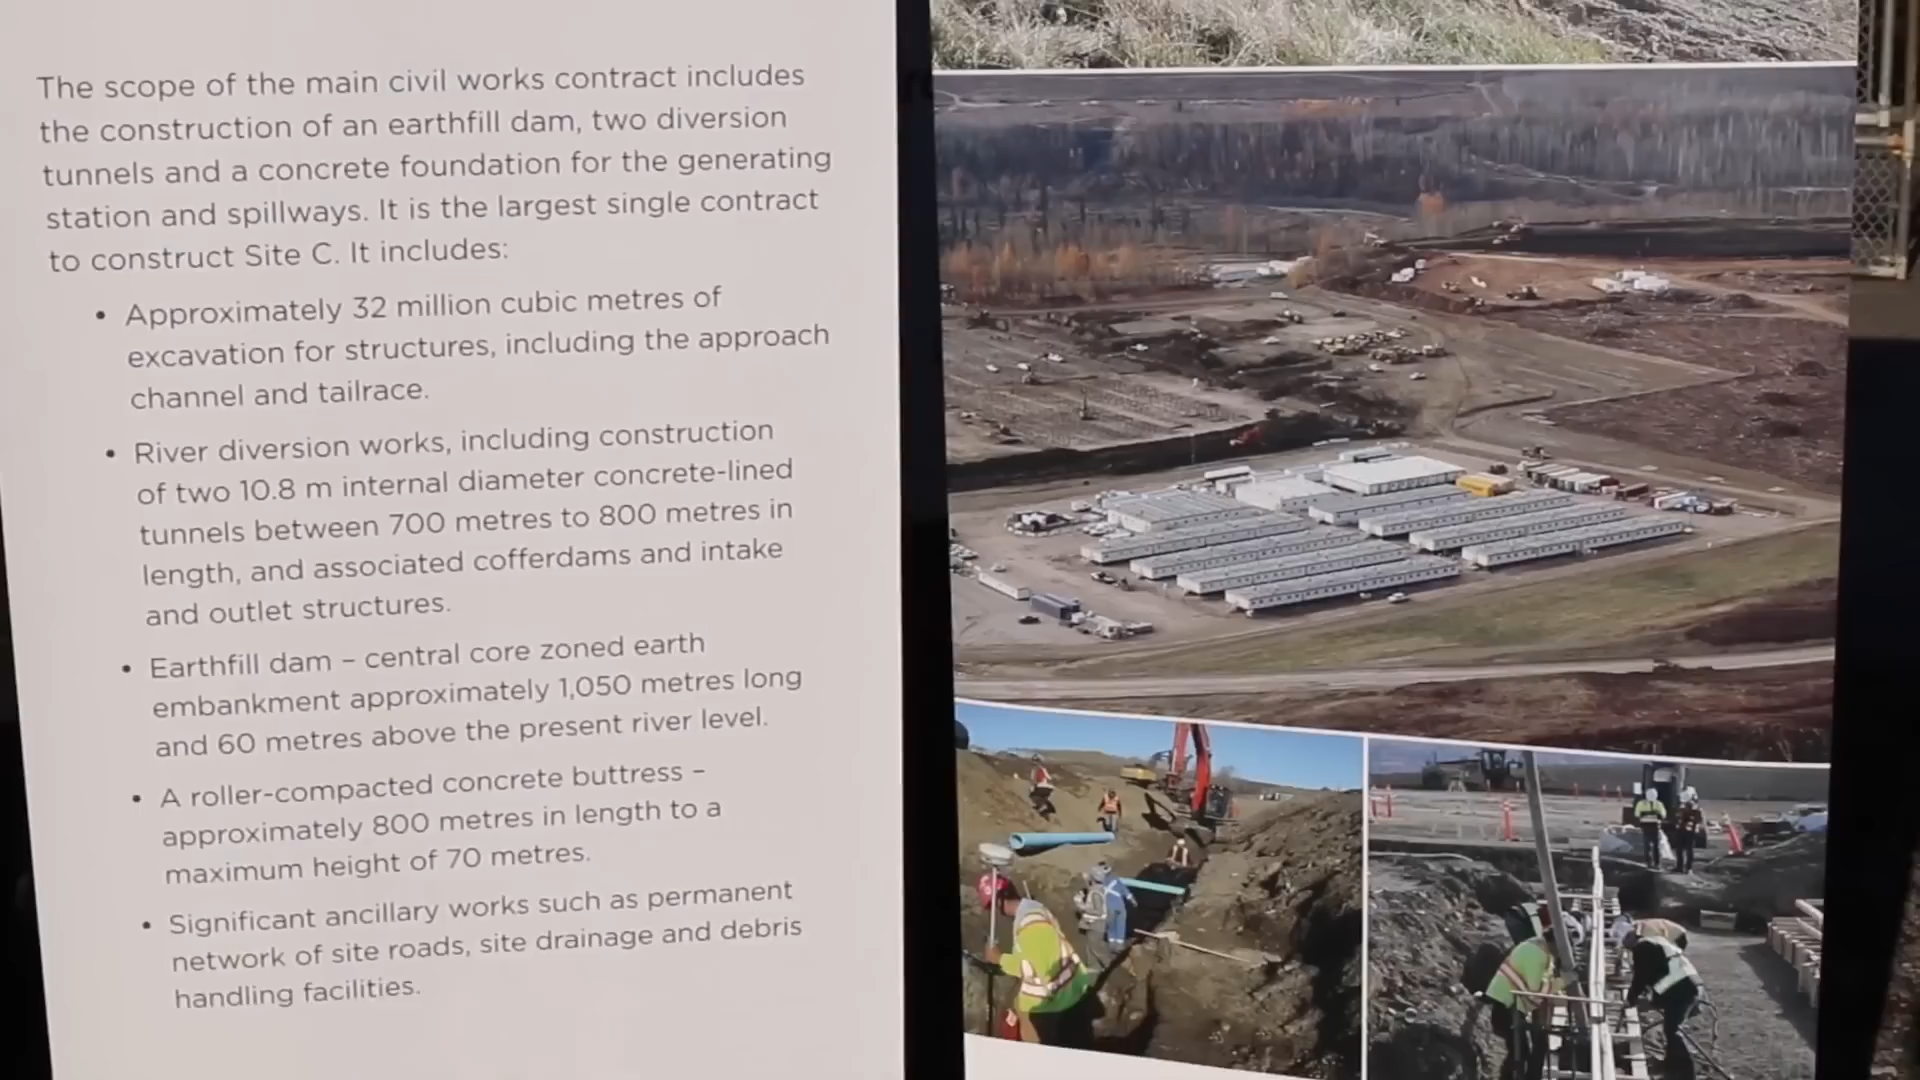 The scope of the main civil works contract includes
the construction of an earthfill dam, two diversion
tunnels and a concrete foundation for the generating
station and spillways. It is the largest single contract
to construct Site C. It includes:
• Approximately 32 million cubic metres of
excavation for structures, including the approach
channel and tailrace.
• River diversion works, including construction
of two 10.8 m internal diameter concrete-lined
tunnels between 700 metres to 800 metres in
length, and associated cofferdams and intake
and outlet structures.
• Earthfill dam – central core zoned earth
embankment approximately 1,050 metres long
and 60 metres above the present river level.
• A roller-compacted concrete buttress –
approximately 800 metres in length to a
maximum height of 70 metres.
• Significant ancillary works such as permanent
network of site roads, site drainage and debris
handling facilities.